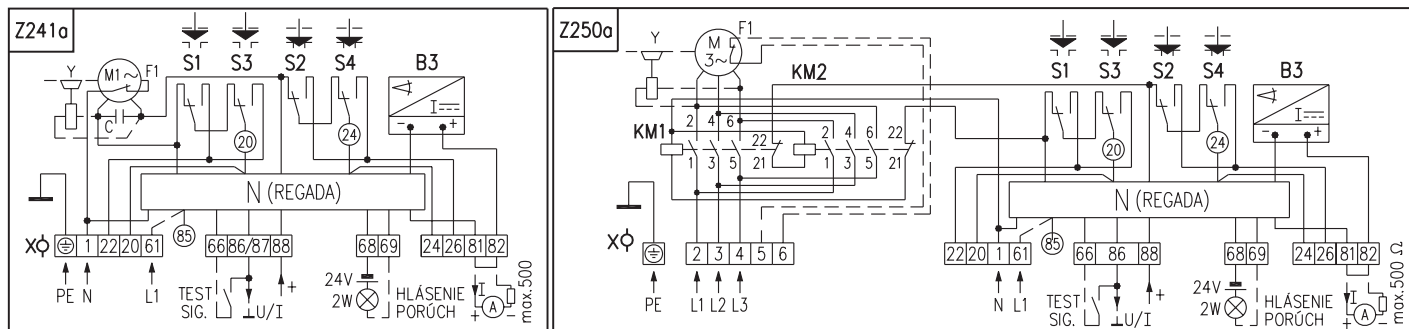 Z241a
S1 S3 S2 S4 B3
Y
M1~
F1
C
20
24
I
- +
N (REGADA)
85
X
1 22 20 61 66 86/87 88 68 69 24 26 81 82
PE N L1
TEST
SIG.
U/I
+
24V
2W
HLÁSENIE
PORÚCH
I
A
- +
max.500
Z250a
Y
M
3~
F1
KM2
S1 S3 S2 S4 B3
2 4 6 22 2 4 6 22
KM1
1 3 5 21 1 3 5 21
20
24
I
- +
N (REGADA)
85
X
2 3 4 5 6 22 20 1 61 66 86 88 68 69 24 26 81 82
PE L1 L2 L3 N L1
TEST
SIG.
U/I
+
24V
2W
HLÁSENIE
PORÚCH
I
A
- +
max.500 Ω